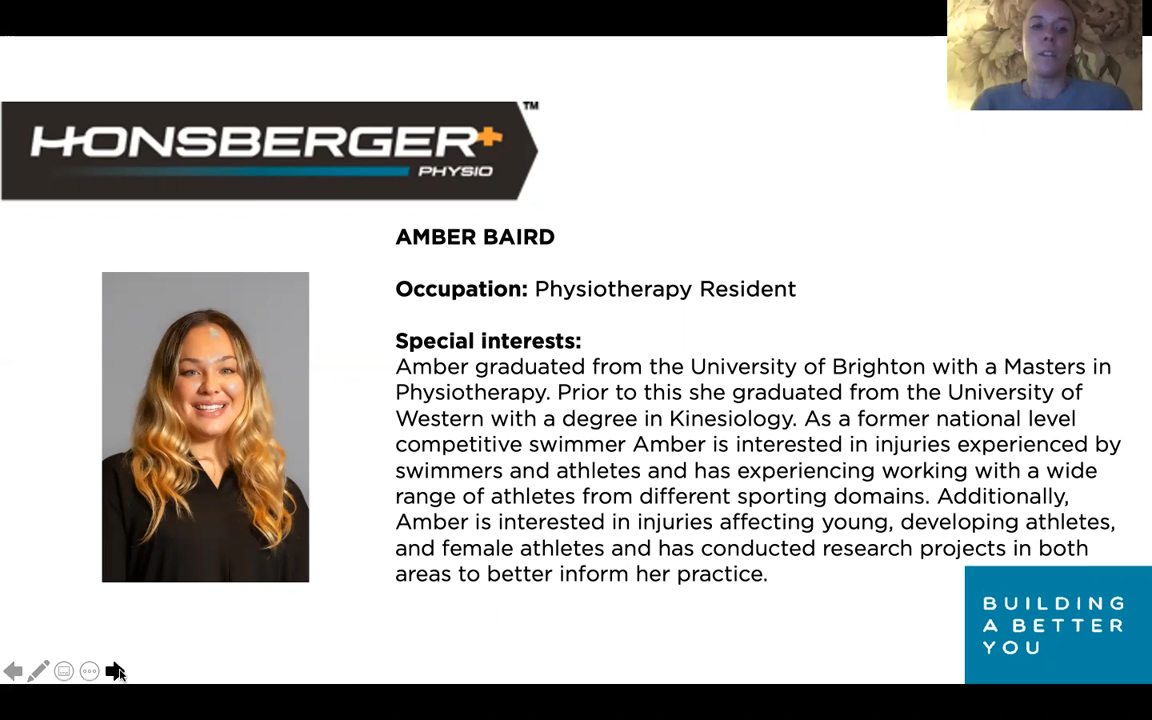 HONSBERGER+
TM
PHYSIO
AMBER BAIRD
Occupation: Physiotherapy Resident
Special interests:
Amber graduated from the University of Brighton with a Masters in
Physiotherapy. Prior to this she graduated from the University of
Western with a degree in Kinesiology. As a former national level
competitive swimmer Amber is interested in injuries experienced by
swimmers and athletes and has experiencing working with a wide
range of athletes from different sporting domains. Additionally,
Amber is interested in injuries affecting young, developing athletes,
and female athletes and has conducted research projects in both
areas to better inform her practice.
BUILDING
A BETTER
YOU